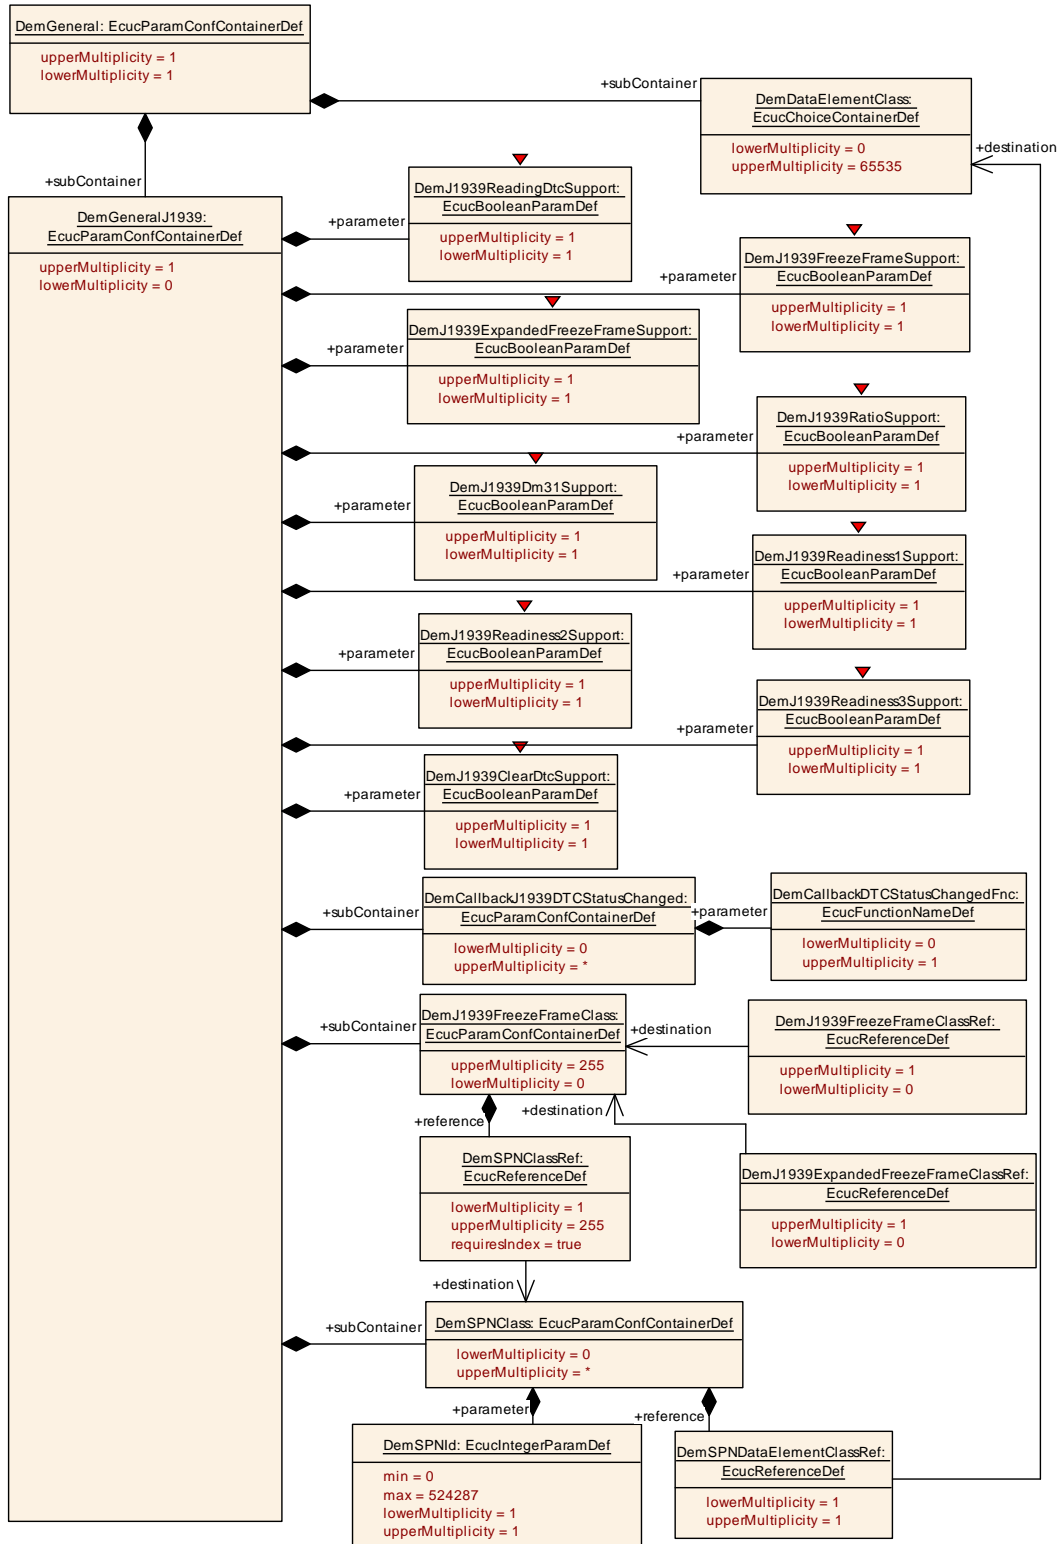 DemGeneral: EcucParamConfContainerDef
upperMultiplicity = 1
lowerMultiplicity = 1
+subContainer
DemDataElementClass:
EcucChoiceContainerDef
lowerMultiplicity = 0
upperMultiplicity = 65535
+destination
+subContainer
DemGeneralJ1939:
EcucParamConfContainerDef
upperMultiplicity = 1
lowerMultiplicity = 0
+parameter
DemJ1939ReadingDtcSupport:
EcucBooleanParamDef
upperMultiplicity = 1
lowerMultiplicity = 1
+parameter
DemJ1939FreezeFrameSupport:
EcucBooleanParamDef
upperMultiplicity = 1
lowerMultiplicity = 1
+parameter
DemJ1939ExpandedFreezeFrameSupport:
EcucBooleanParamDef
upperMultiplicity = 1
lowerMultiplicity = 1
+parameter
DemJ1939RatioSupport:
EcucBooleanParamDef
upperMultiplicity = 1
lowerMultiplicity = 1
+parameter
DemJ1939Dm31Support:
EcucBooleanParamDef
upperMultiplicity = 1
lowerMultiplicity = 1
+parameter
DemJ1939Readiness1Support:
EcucBooleanParamDef
upperMultiplicity = 1
lowerMultiplicity = 1
+parameter
DemJ1939Readiness2Support:
EcucBooleanParamDef
upperMultiplicity = 1
lowerMultiplicity = 1
+parameter
DemJ1939Readiness3Support:
EcucBooleanParamDef
upperMultiplicity = 1
lowerMultiplicity = 1
+parameter
DemJ1939ClearDtcSupport:
EcucBooleanParamDef
upperMultiplicity = 1
lowerMultiplicity = 1
+subContainer
DemCallbackJ1939DTCStatusChanged:
EcucParamConfContainerDef
lowerMultiplicity = 0
upperMultiplicity = *
+parameter
DemCallbackDTCStatusChangedFnc:
EcucFunctionNameDef
lowerMultiplicity = 0
upperMultiplicity = 1
+subContainer
DemJ1939FreezeFrameClass:
EcucParamConfContainerDef
upperMultiplicity = 255
lowerMultiplicity = 0
+destination
DemJ1939FreezeFrameClassRef:
EcucReferenceDef
upperMultiplicity = 1
lowerMultiplicity = 0
+reference
+destination
DemSPNClassRef:
EcucReferenceDef
lowerMultiplicity = 1
upperMultiplicity = 255
requiresIndex = true
DemJ1939ExpandedFreezeFrameClassRef:
EcucReferenceDef
upperMultiplicity = 1
lowerMultiplicity = 0
+destination
+subContainer
DemSPNClass: EcucParamConfContainerDef
lowerMultiplicity = 0
upperMultiplicity = *
+parameter
+reference
DemSPNId: EcucIntegerParamDef
min = 0
max = 524287
lowerMultiplicity = 1
upperMultiplicity = 1
DemSPNDataElementClassRef:
EcucReferenceDef
lowerMultiplicity = 1
upperMultiplicity = 1